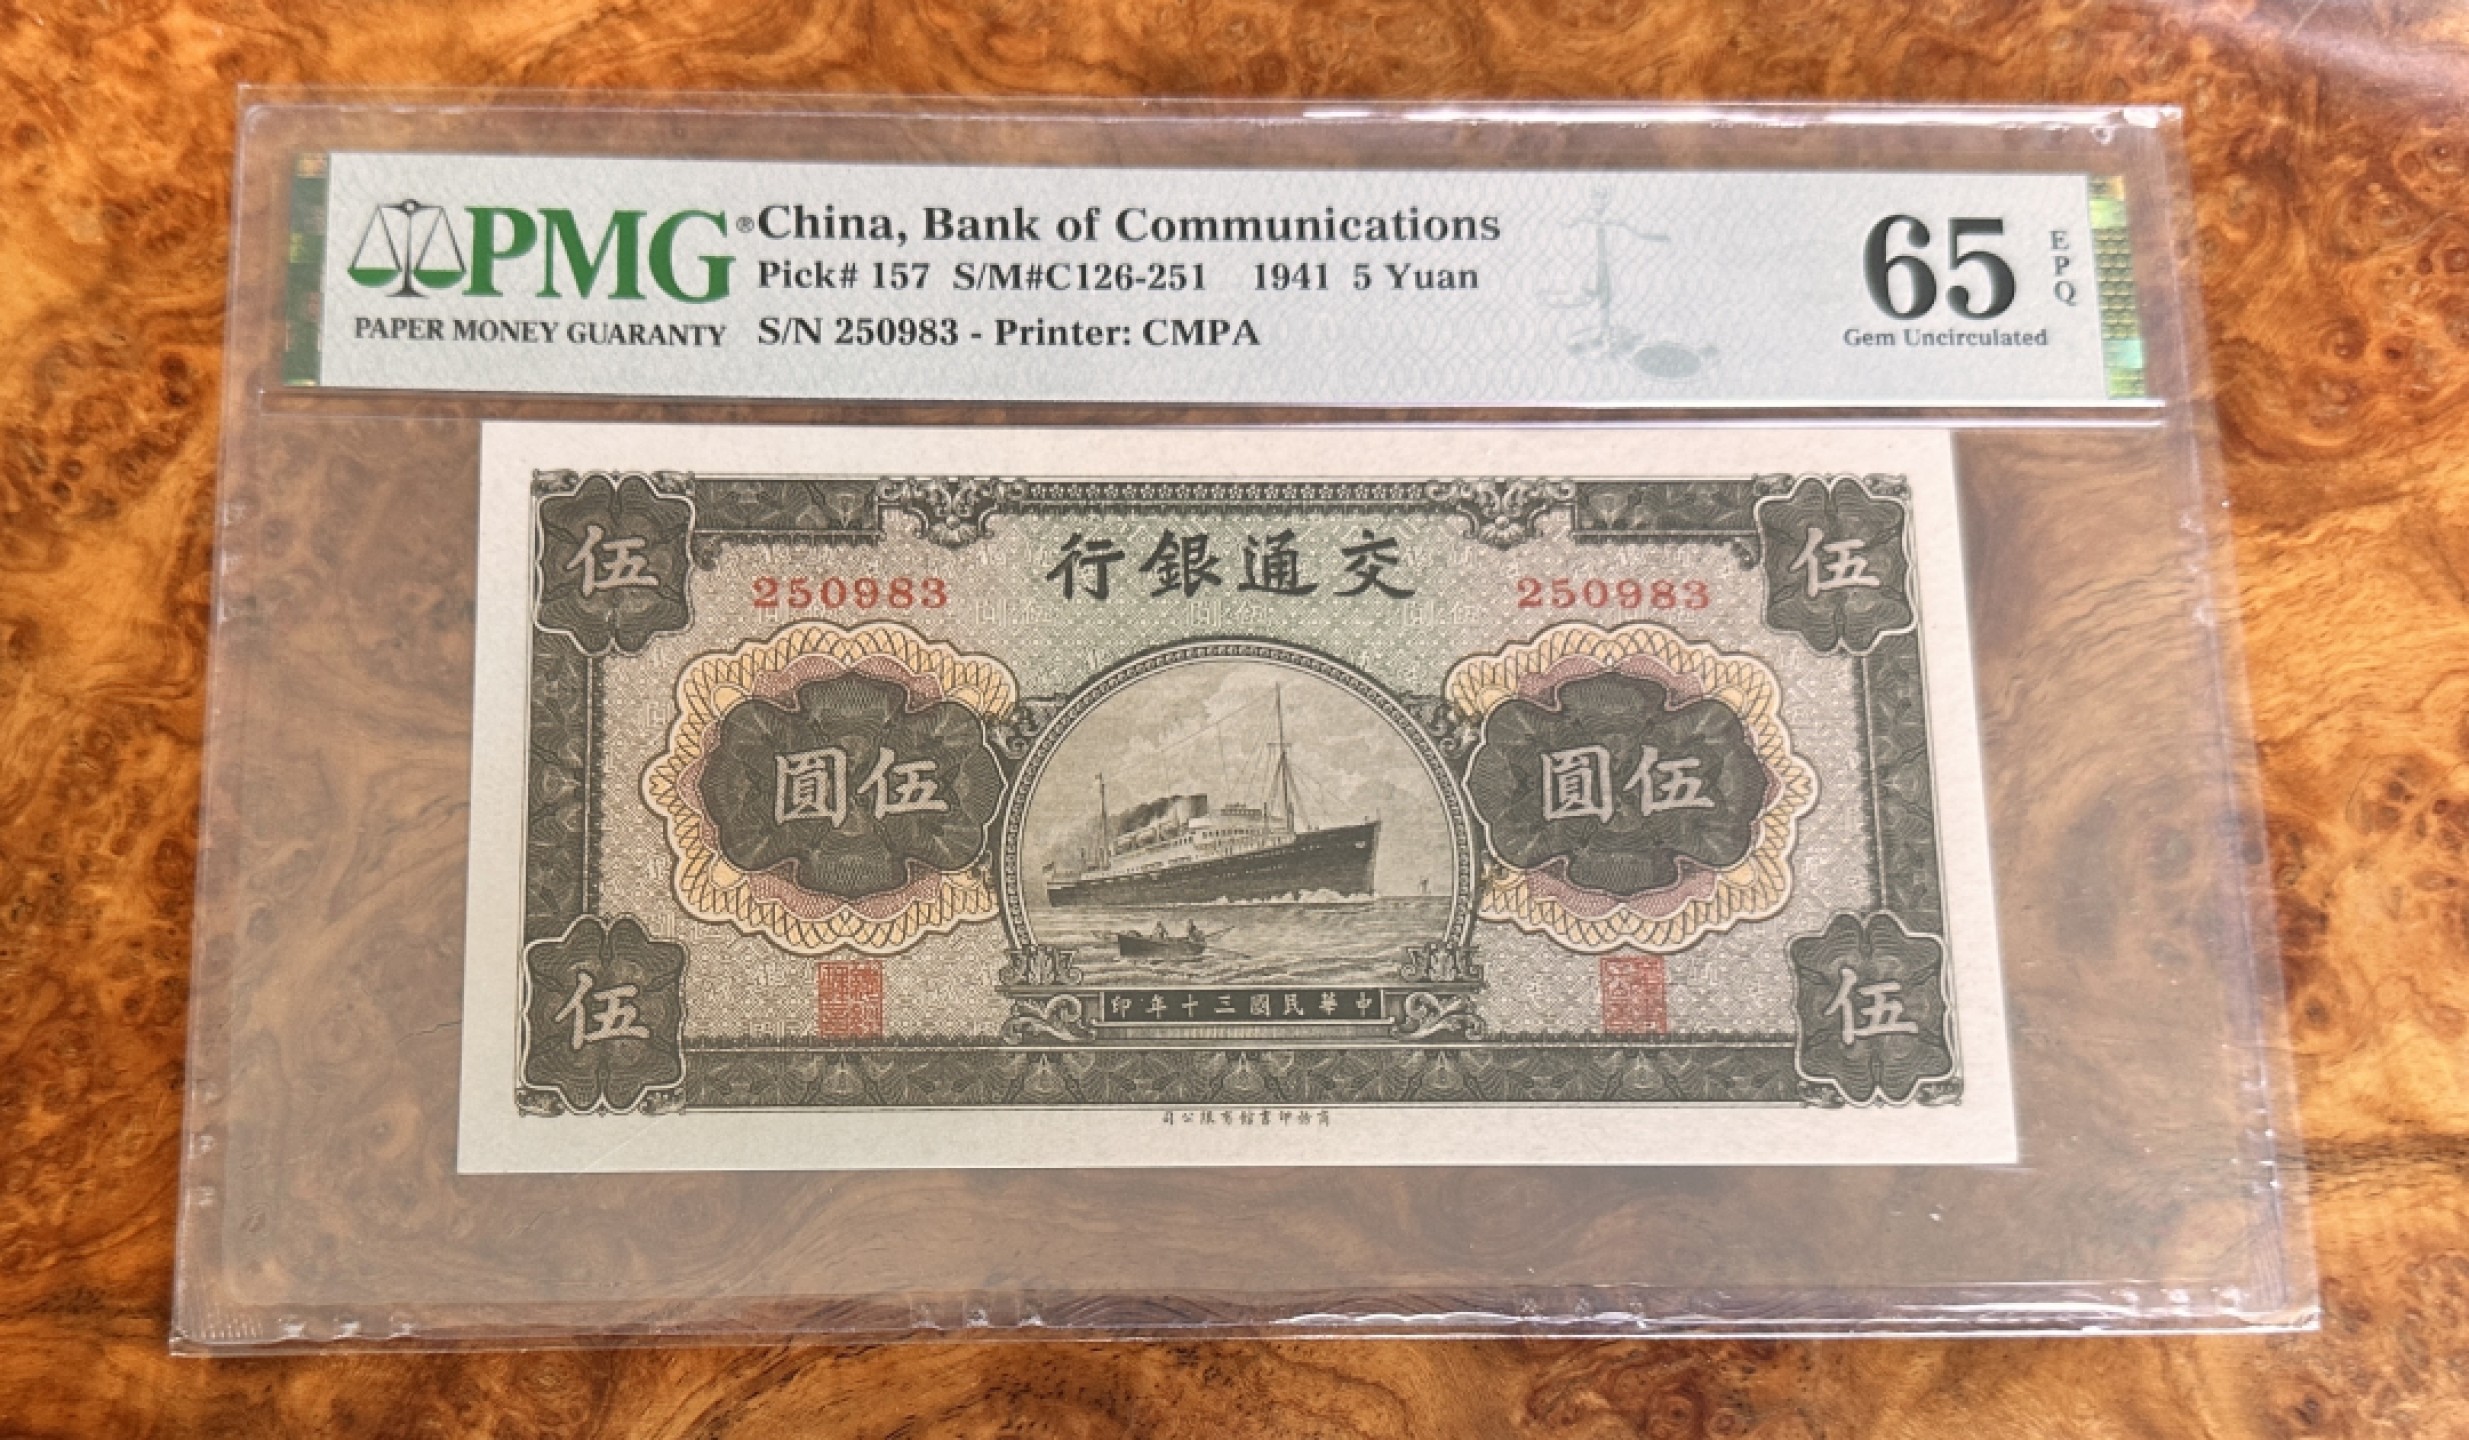 PMG®
PAPER MONEY GUARANTY
China, Bank of Communications
Pick# 157 S/M#C126-251 1941 5 Yuan
S/N 250983 - Printer: CMPA
65
EPQ
Gem Uncirculated
伍
伍
行銀通交
250983
250983
圓伍
圓伍
印年十三國民華中
伍
伍
司公限有館書印務商